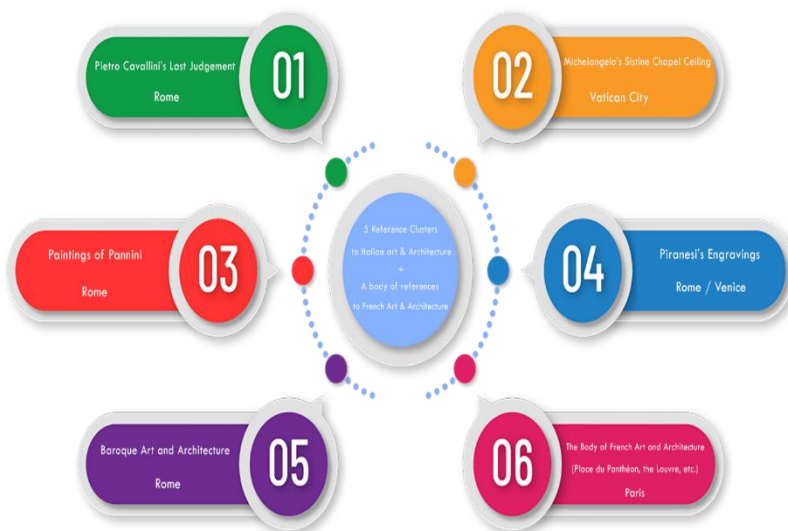 Pietro Cavallini's Last Judgement
Rome
01
02
Michelangelo's Sistine Chapel Ceiling
Vatican City
Paintings of Pannini
Rome
03
5 Reference Clusters
to Italian art & Architecture
+
A body of references
to French Art & Architecture
04
Piranesi's Engravings
Rome / Venice
Baroque Art and Architecture
Rome
05
06
The Body of French Art and Architecture
(Place du Panthéon, the Louvre, etc.)
Paris